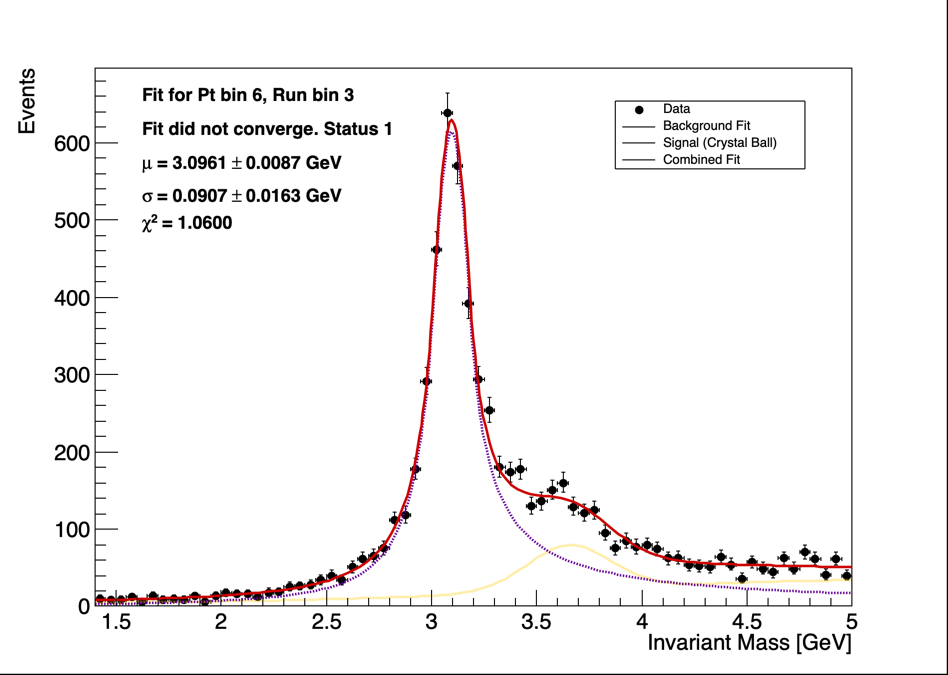 Events
Fit for Pt bin 6, Run bin 3
Fit did not converge. Status 1
μ = 3.0961 ± 0.0087 GeV
σ = 0.0907 ± 0.0163 GeV
χ² = 1.0600
Data
Background Fit
Signal (Crystal Ball)
Combined Fit
600
500
400
300
200
100
0
1.5 2 2.5 3 3.5 4 4.5 5
Invariant Mass [GeV]